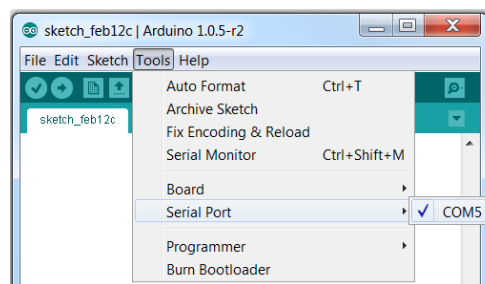 sketch_feb12c | Arduino 1.0.5-r2
File Edit Sketch Tools Help
Auto Format Ctrl+T
sketch_feb12c
Archive Sketch
Fix Encoding & Reload
Serial Monitor Ctrl+Shift+M
Board
Serial Port COM5
Programmer
Burn Bootloader